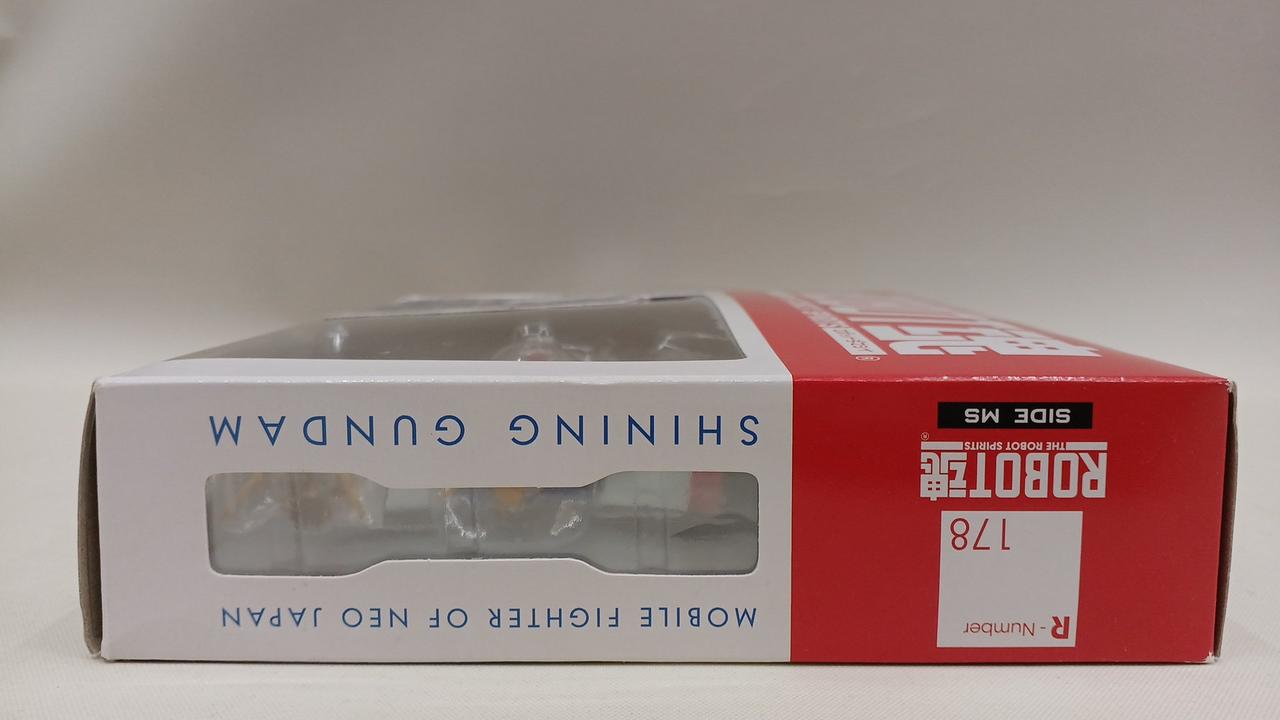 MOBILE FIGHTER OF NEO JAPAN
SHINING GUNDAM
R - Number
178
ROBOT魂
THE ROBOT SPIRITS
®
SIDE MS
魂
®